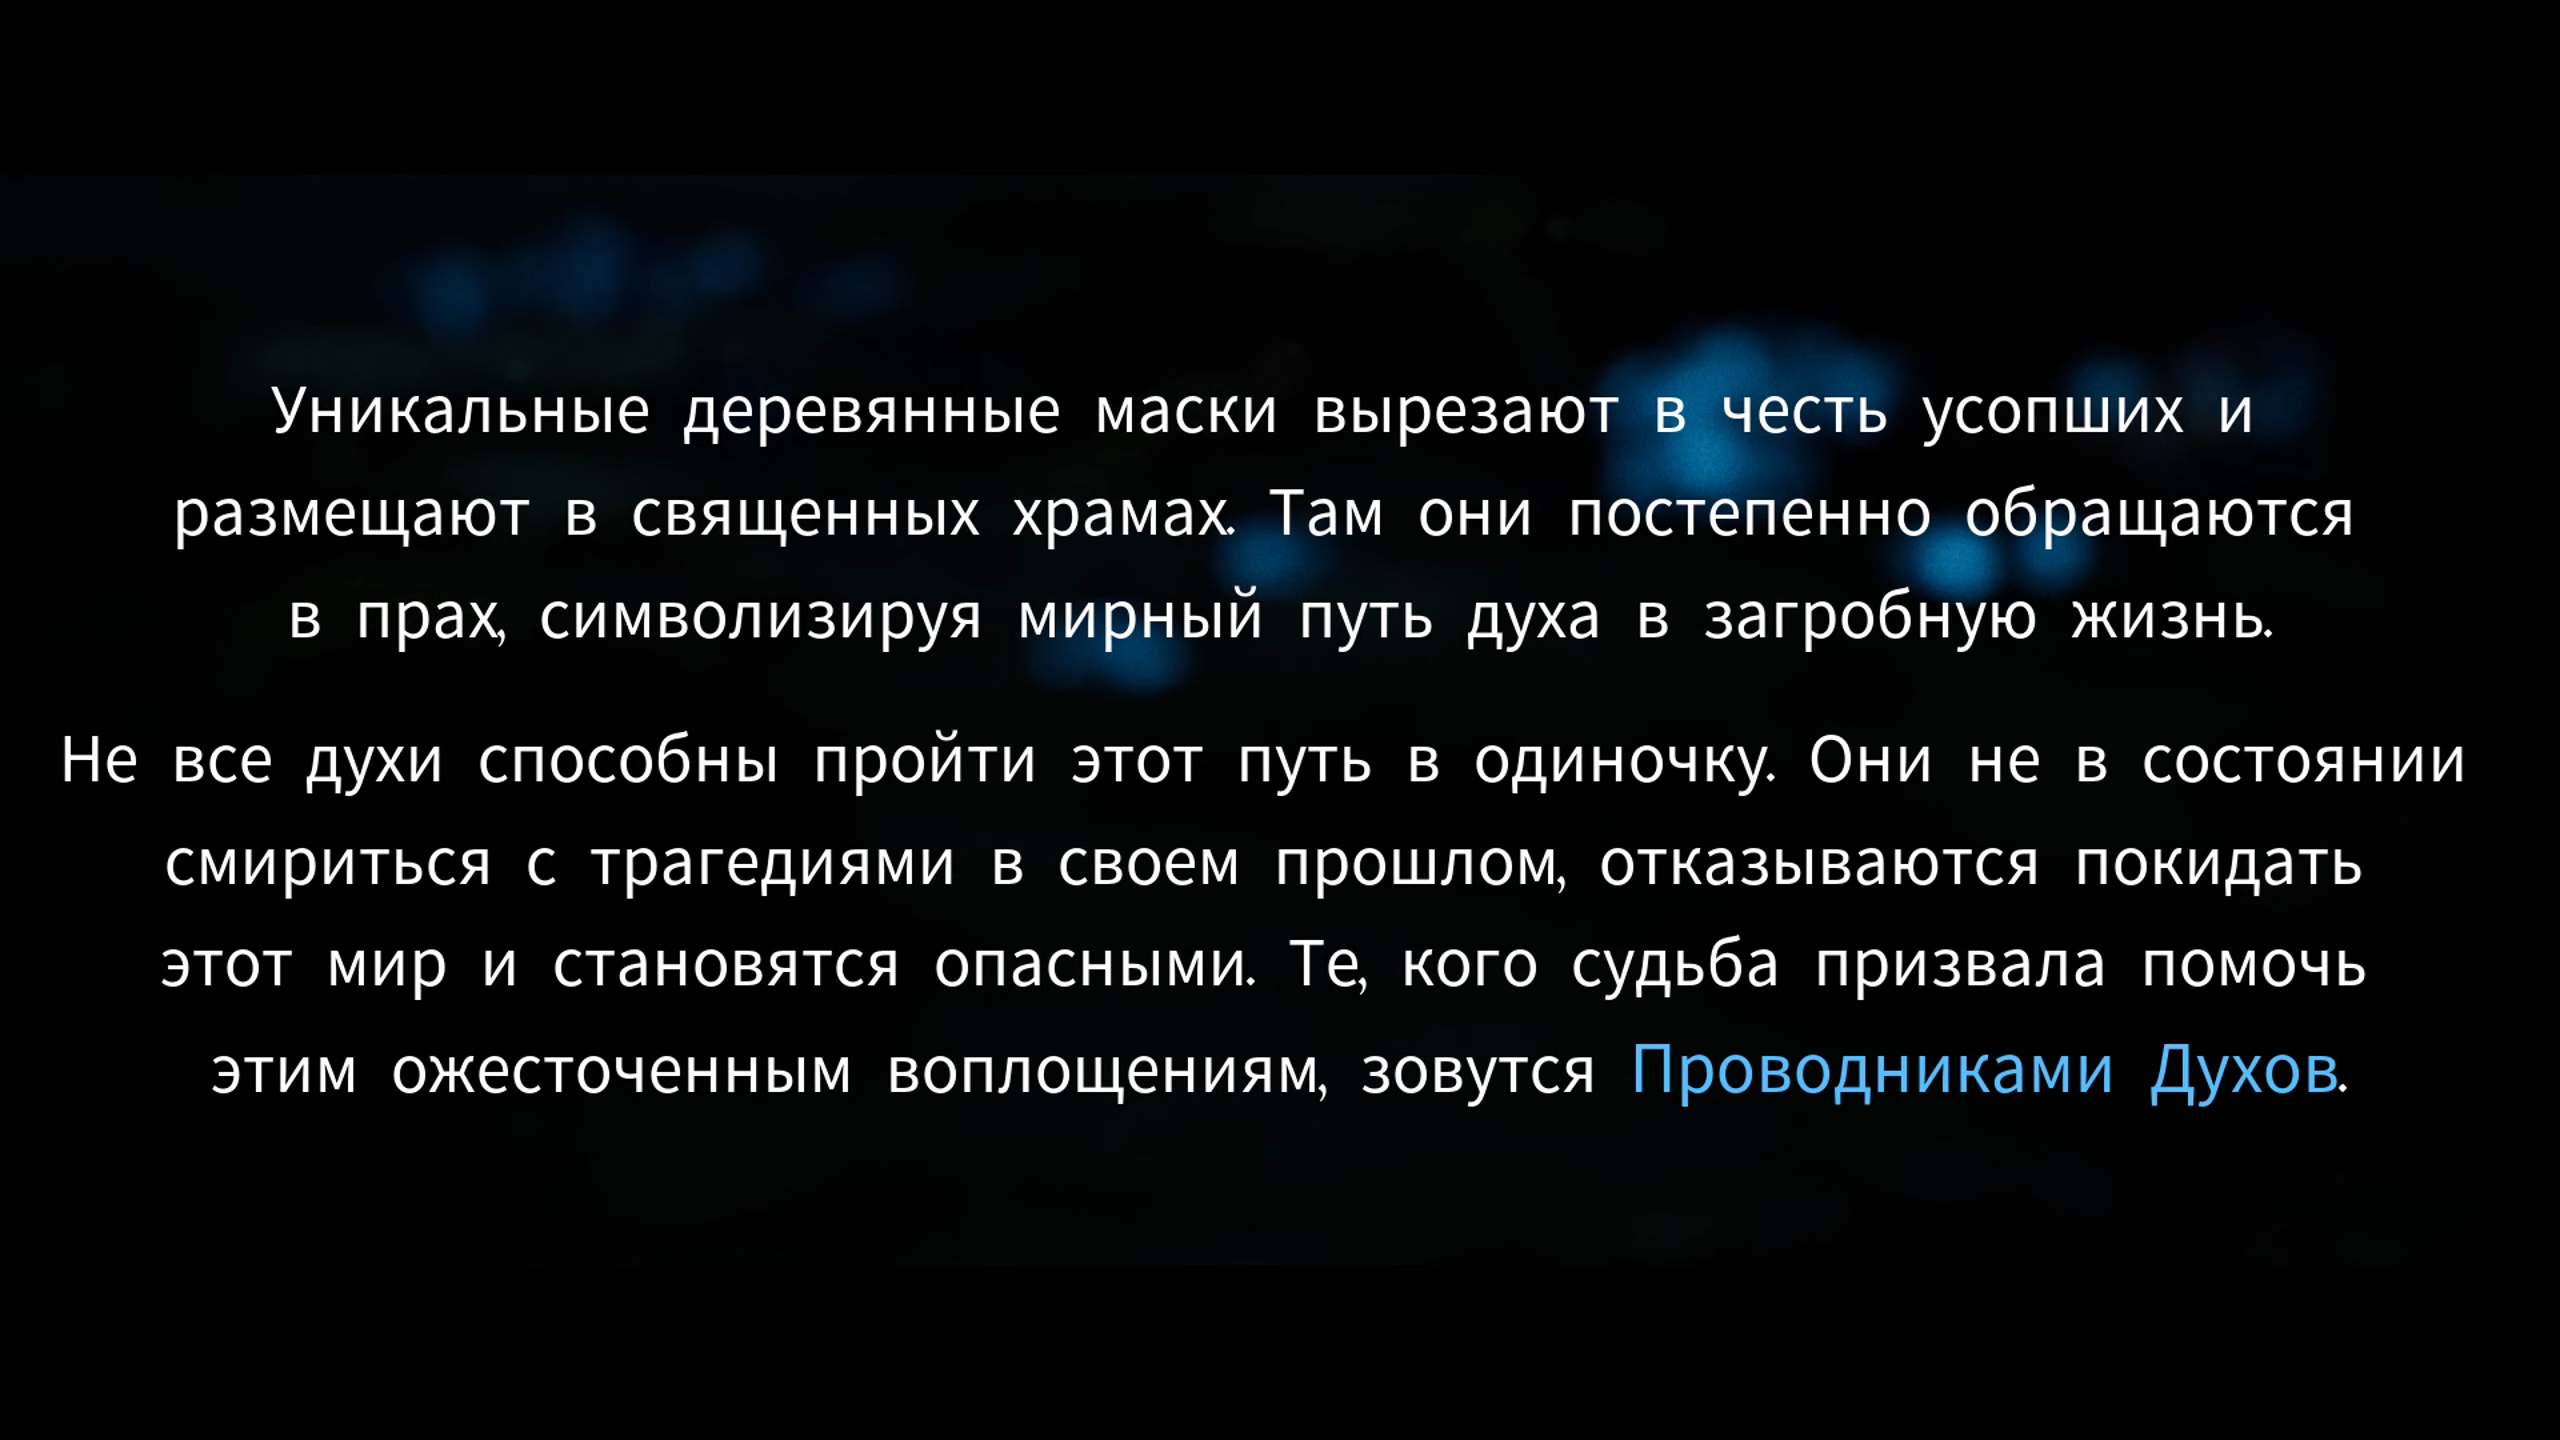 Уникальные деревянные маски вырезают в честь усопших и
размещают в священных храмах. Там они постепенно обращаются
в прах, символизируя мирный путь духа в загробную жизнь.
Не все духи способны пройти этот путь в одиночку. Они не в состоянии
смириться с трагедиями в своем прошлом, отказываются покидать
этот мир и становятся опасными. Те, кого судьба призвала помочь
этим ожесточенным воплощениям, зовутся Проводниками Духов.